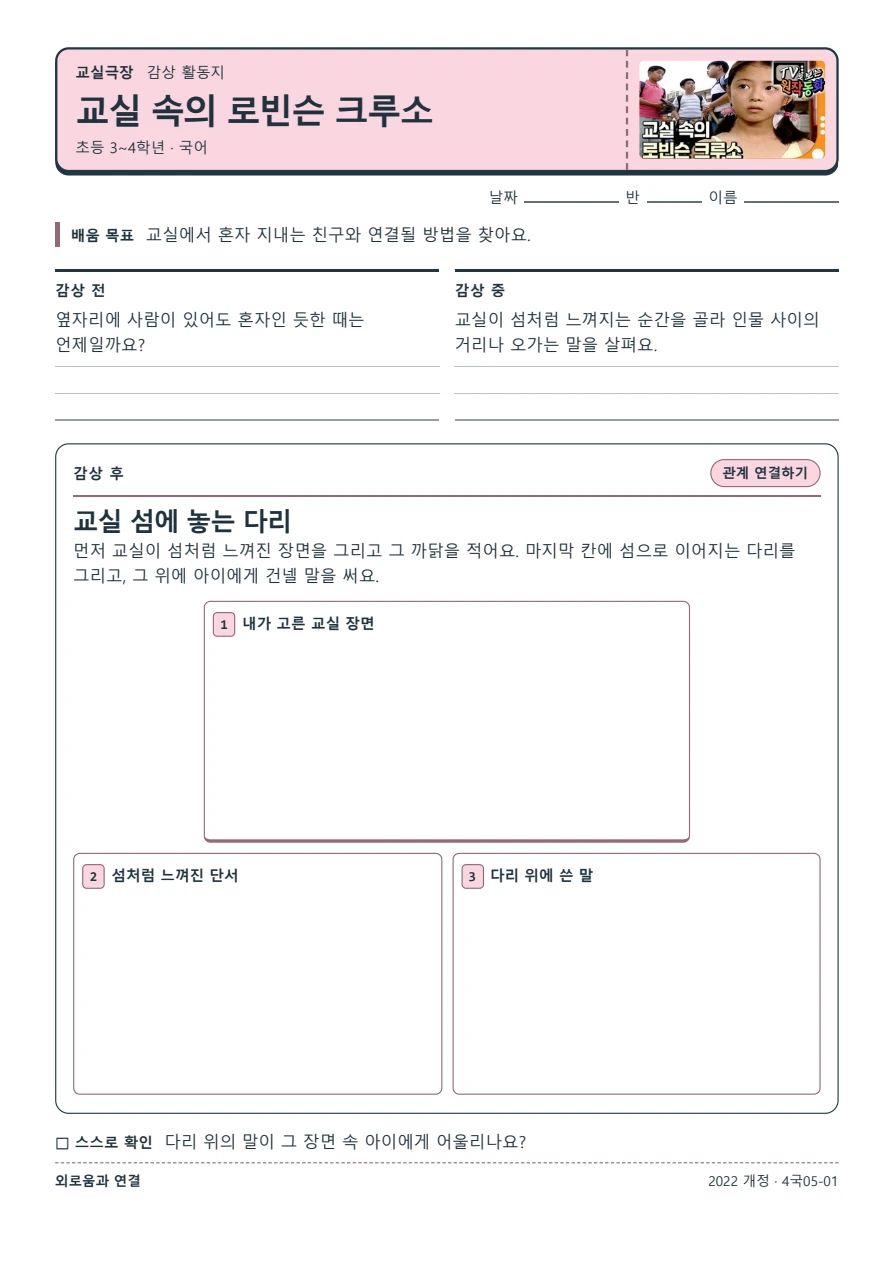 교실극장 감상 활동지
교실 속의 로빈슨 크루소
초등 3~4학년 · 국어
TV로 보는
원작동화
교실 속의
로빈슨 크루소
날짜 반 이름
배움 목표 교실에서 혼자 지내는 친구와 연결될 방법을 찾아요.
감상 전
옆자리에 사람이 있어도 혼자인 듯한 때는
언제일까요?
감상 중
교실이 섬처럼 느껴지는 순간을 골라 인물 사이의
거리나 오가는 말을 살펴요.
감상 후
관계 연결하기
교실 섬에 놓는 다리
먼저 교실이 섬처럼 느껴진 장면을 그리고 그 까닭을 적어요. 마지막 칸에 섬으로 이어지는 다리를
그리고, 그 위에 아이에게 건넬 말을 써요.
1 내가 고른 교실 장면
2 섬처럼 느껴진 단서
3 다리 위에 쓴 말
□ 스스로 확인 다리 위의 말이 그 장면 속 아이에게 어울리나요?
외로움과 연결
2022 개정 · 4국05-01